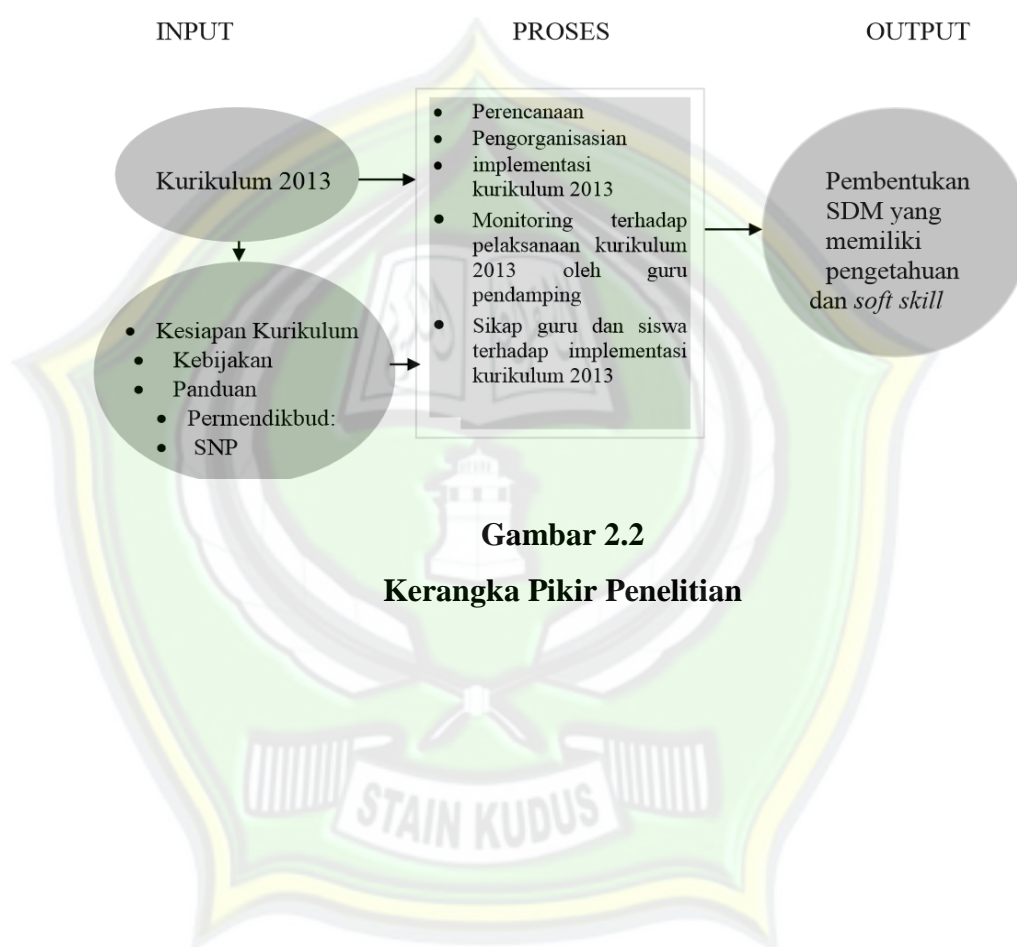 INPUT PROSES OUTPUT
Kurikulum 2013
• Kesiapan Kurikulum
• Kebijakan
• Panduan
• Permendikbud:
• SNP
• Perencanaan
• Pengorganisasian
• implementasi
kurikulum 2013
• Monitoring terhadap
pelaksanaan kurikulum
2013 oleh guru
pendamping
• Sikap guru dan siswa
terhadap implementasi
kurikulum 2013
Pembentukan
SDM yang
memiliki
pengetahuan
dan soft skill
Gambar 2.2
Kerangka Pikir Penelitian
STAIN KUDUS